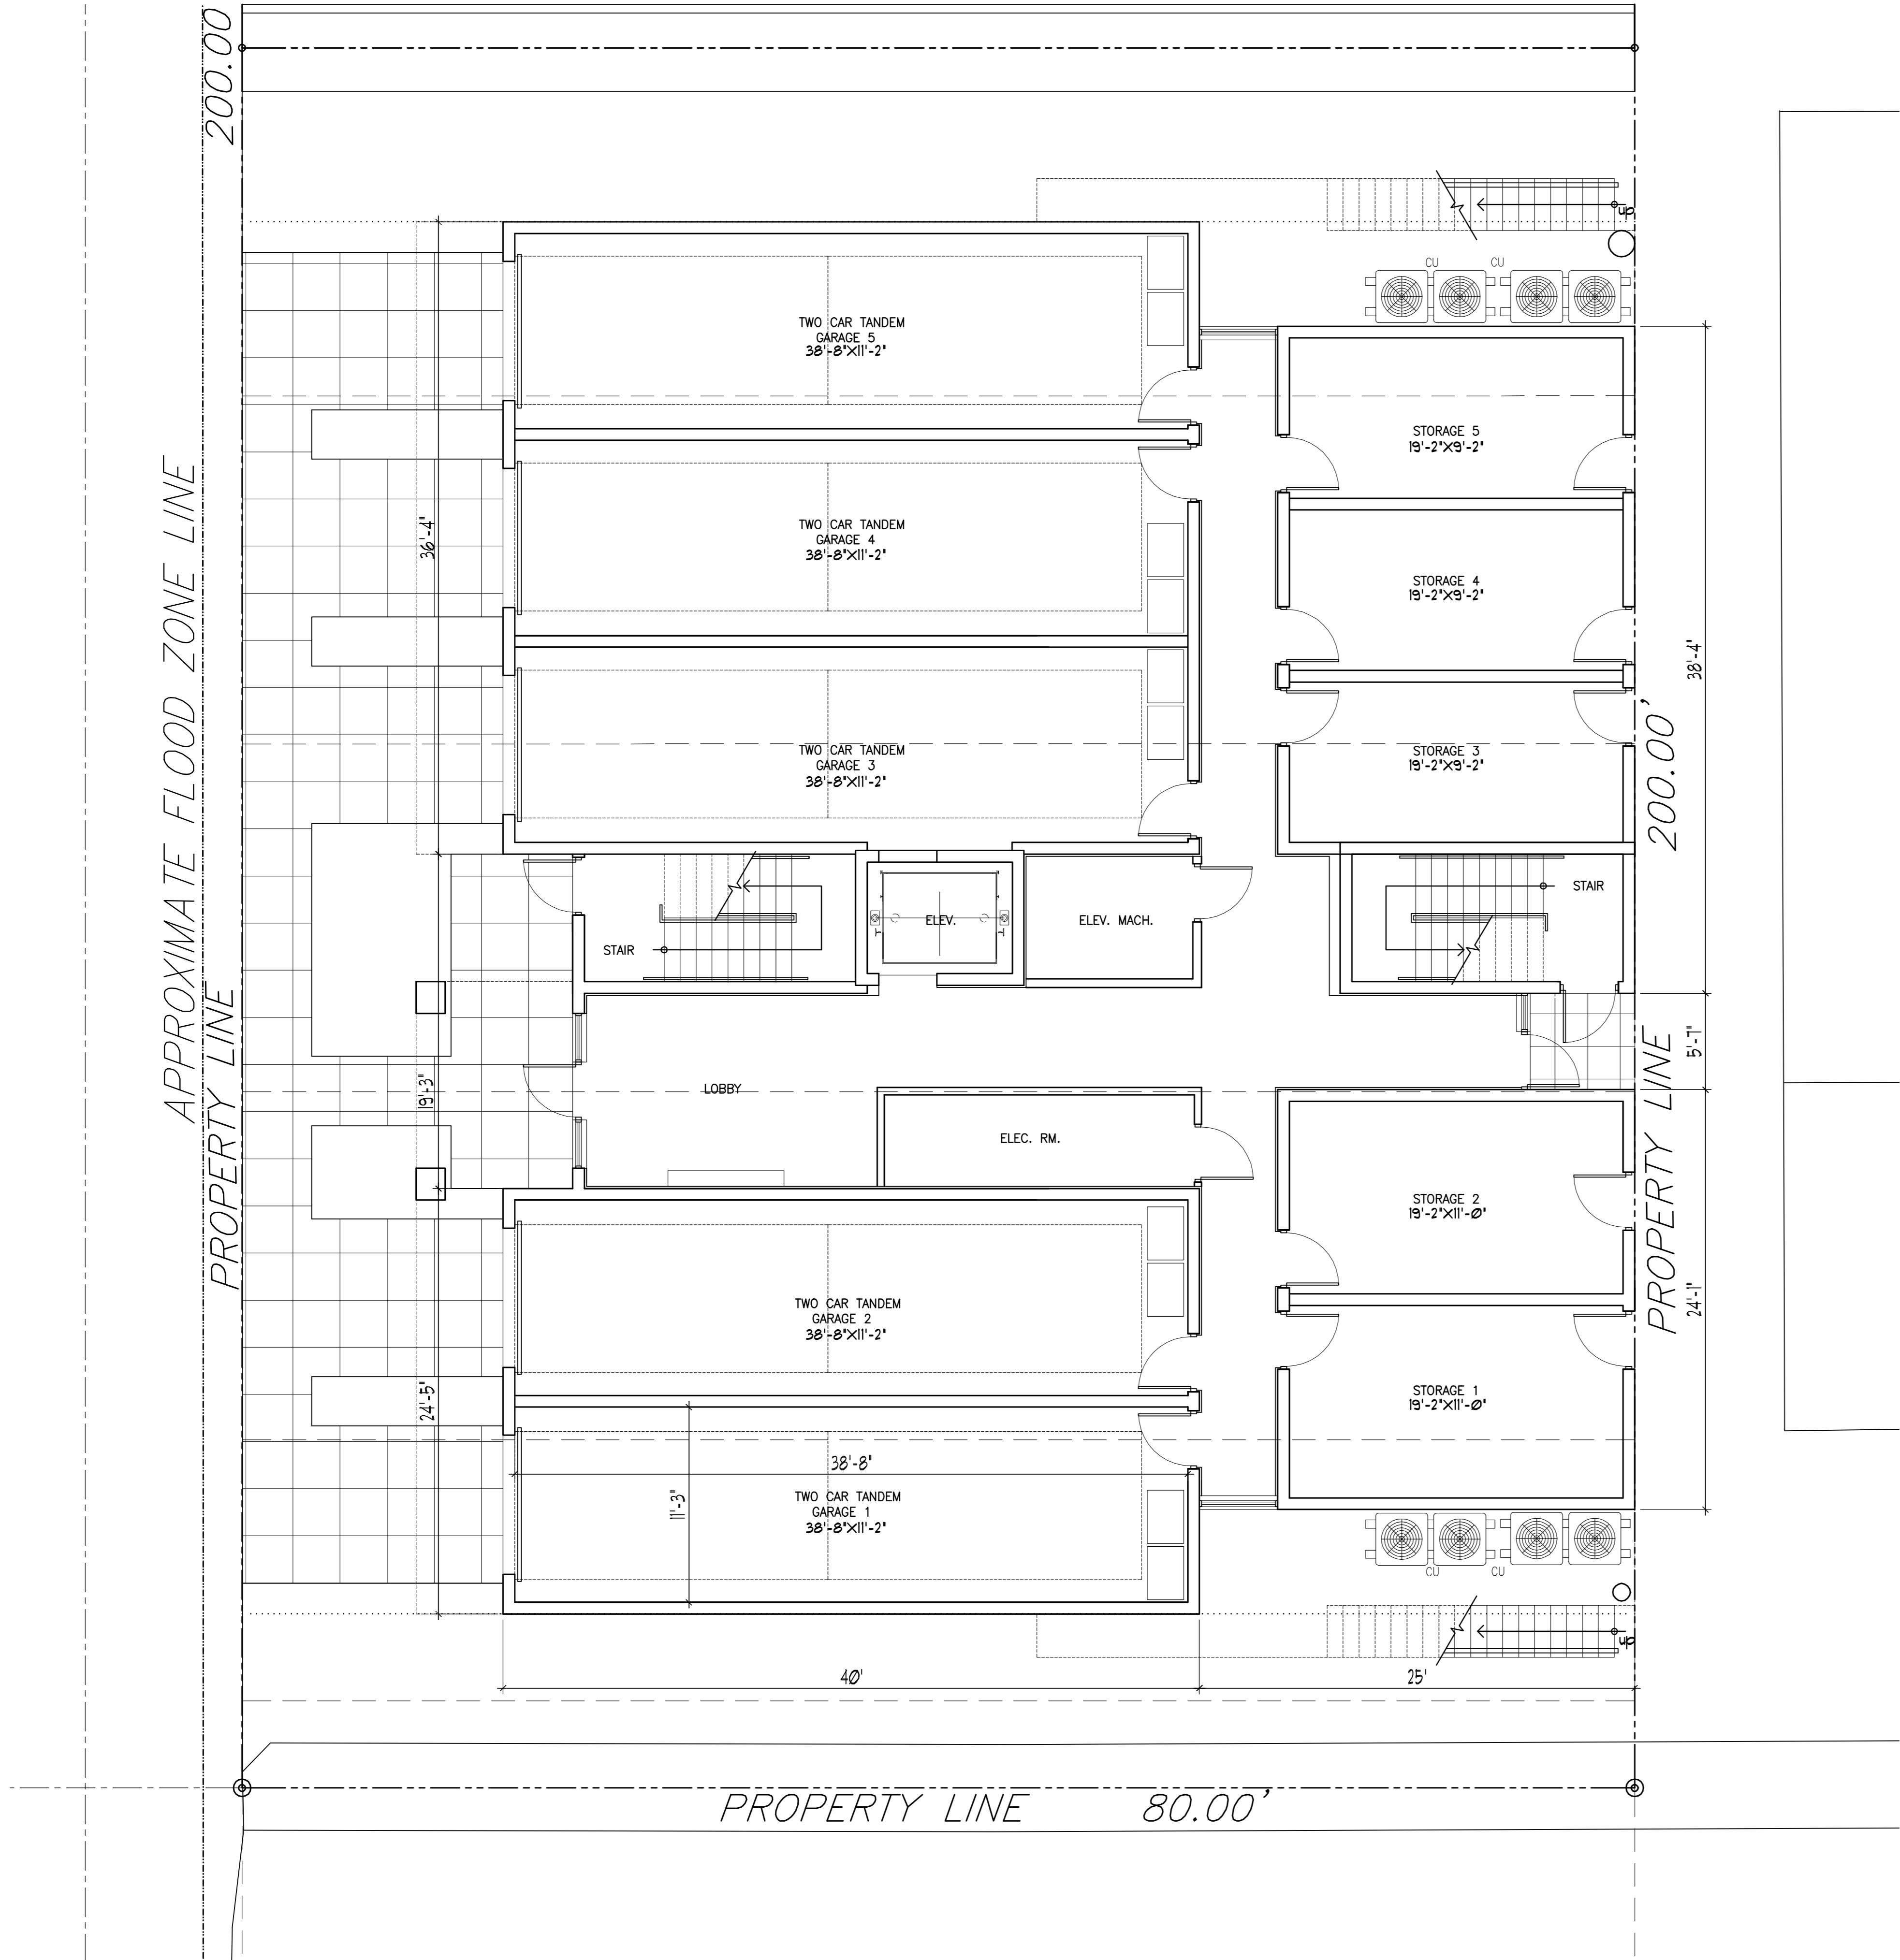 200.00
up
CU CU
TWO CAR TANDEM
GARAGE 5
38'-8"X11'-2"
STORAGE 5
19'-2"X9'-2"
APPROXIMATE FLOOD ZONE LINE
36'-4"
TWO CAR TANDEM
GARAGE 4
38'-8"X11'-2"
STORAGE 4
19'-2"X9'-2"
38'-4"
TWO CAR TANDEM
GARAGE 3
38'-8"X11'-2"
STORAGE 3
19'-2"X9'-2"
200.00'
STAIR
ELEV.
ELEV. MACH.
STAIR
PROPERTY LINE
19'-3"
LOBBY
ELEC. RM.
5'-7"
PROPERTY LINE
STORAGE 2
19'-2"X11'-0"
TWO CAR TANDEM
GARAGE 2
38'-8"X11'-2"
24'-1"
24'-5"
STORAGE 1
19'-2"X11'-0"
38'-8"
11'-3"
TWO CAR TANDEM
GARAGE 1
38'-8"X11'-2"
CU CU
up
40'
25'
PROPERTY LINE 80.00'